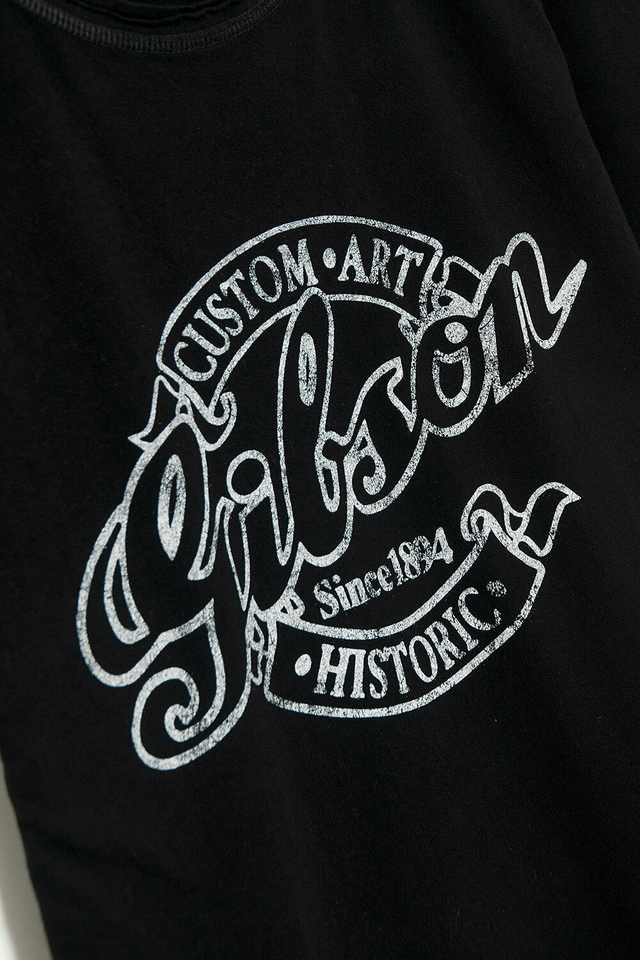 CUSTOM • ART
Gibson
Since 1894
• HISTORIC •